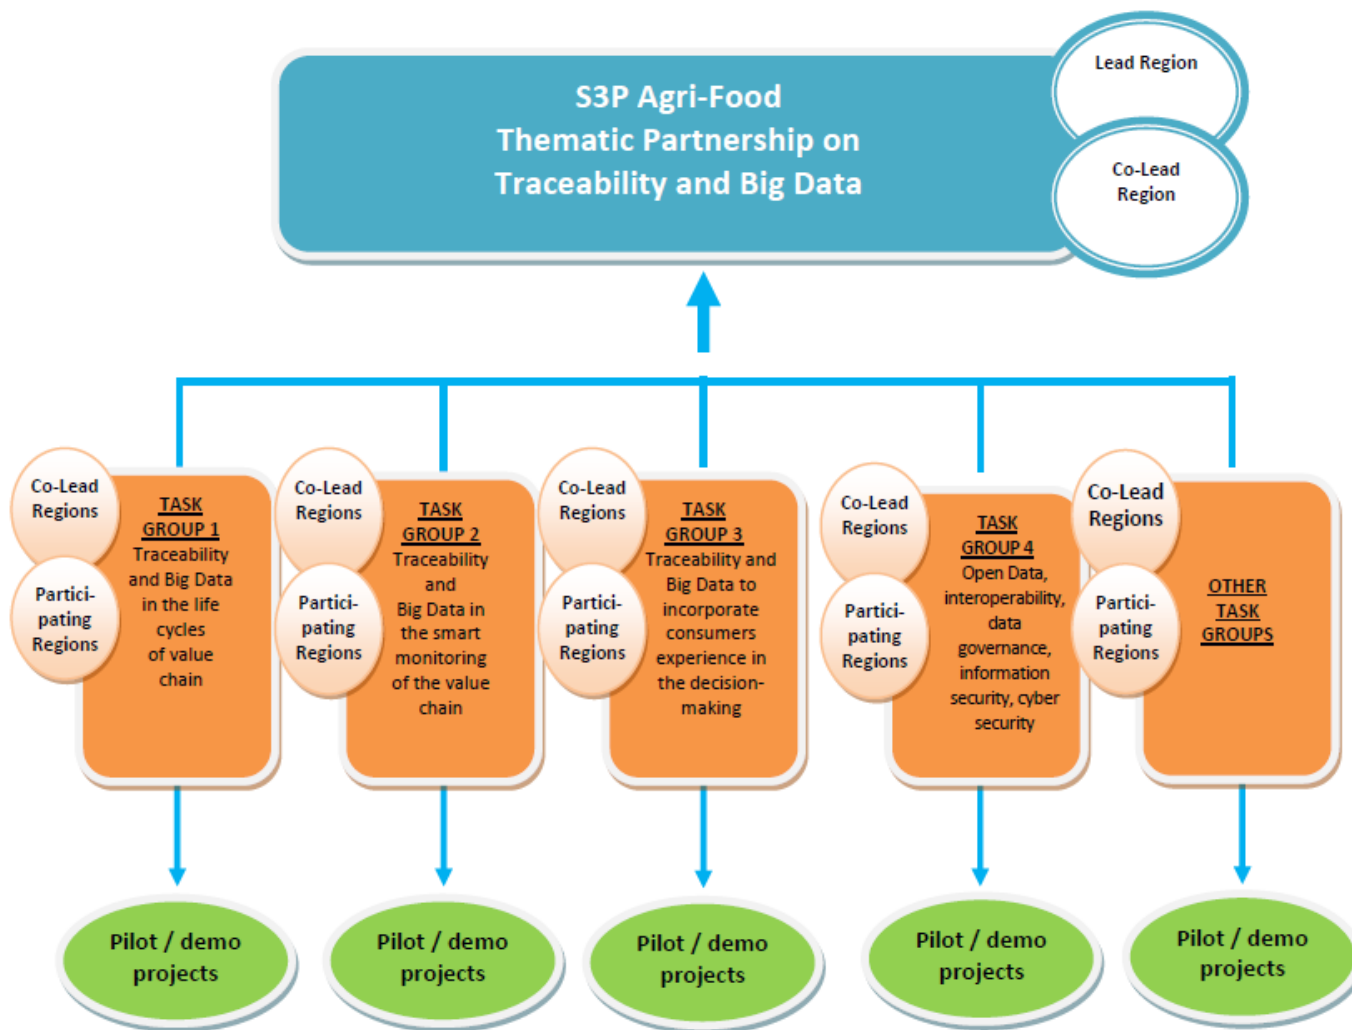 S3P Agri-Food
Thematic Partnership on
Traceability and Big Data
Lead Region
Co-Lead
Region
Co-Lead
Regions
Partici-
pating
Regions
TASK
GROUP 1
Traceability
and Big Data
in the life
cycles
of value
chain
Co-Lead
Regions
Partici-
pating
Regions
TASK
GROUP 2
Traceability
and
Big Data in
the smart
monitoring
of the value
chain
Co-Lead
Regions
Partici-
pating
Regions
TASK
GROUP 3
Traceability and
Big Data to
incorporate
consumers
experience in
the decision-
making
Co-Lead
Regions
Partici-
pating
Regions
TASK
GROUP 4
Open Data,
interoperability,
data
governance,
information
security, cyber
security
Co-Lead
Regions
Partici-
pating
Regions
OTHER
TASK
GROUPS
Pilot / demo
projects
Pilot / demo
projects
Pilot / demo
projects
Pilot / demo
projects
Pilot / demo
projects